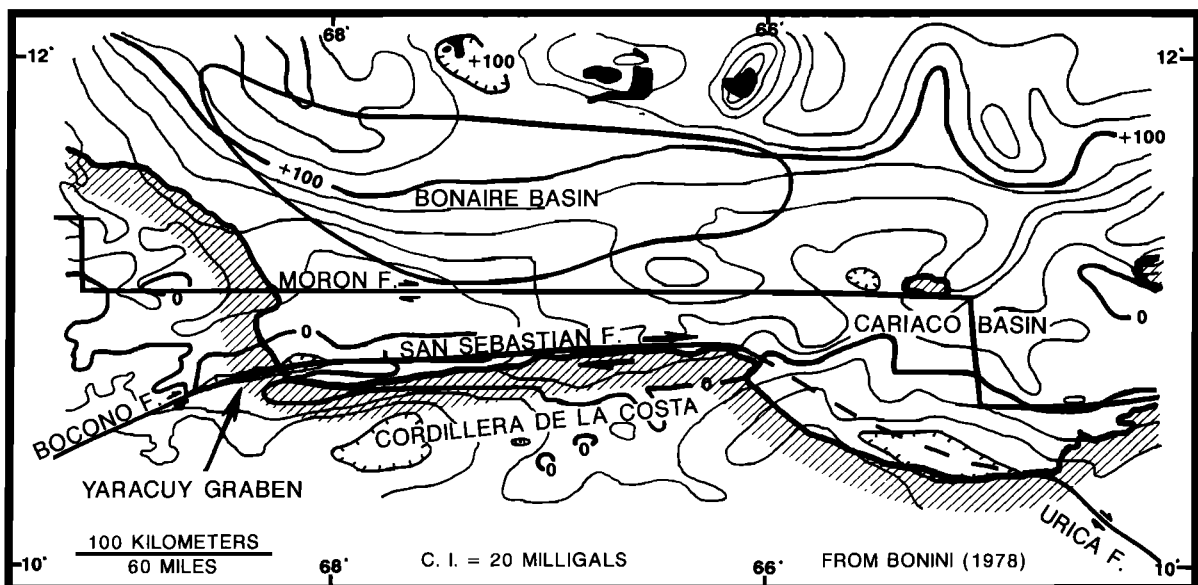 68° 66°
12° 12°
+100
+100
+100
BONAIRE BASIN
MORON F.
0
0
0
SAN SEBASTIAN F.
CARIACO BASIN
0
BOCONO F.
CORDILLERA DE LA COSTA
0
0
YARACUY GRABEN
URICA F.
100 KILOMETERS
60 MILES
C. I. = 20 MILLIGALS
FROM BONINI (1978)
10° 68° 66° 10°